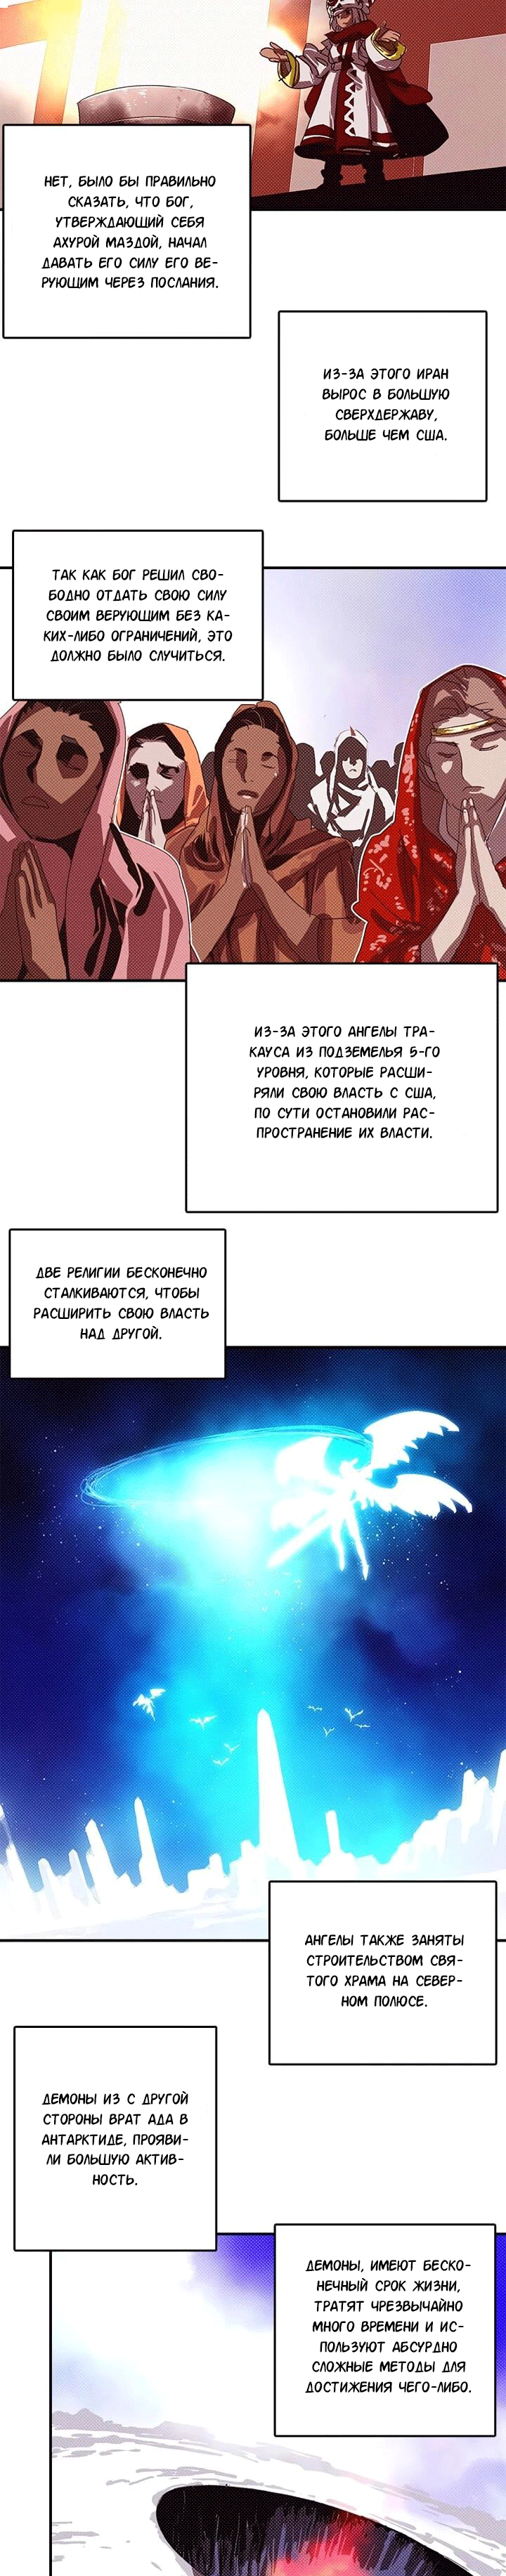 НЕТ, БЫЛО БЫ ПРАВИЛЬНО
СКАЗАТЬ, ЧТО БОГ,
УТВЕРЖДАЮЩИЙ СЕБЯ
АХУРОЙ МАЗДОЙ, НАЧАЛ
ДАВАТЬ ЕГО СИЛУ ЕГО ВЕ-
РУЮЩИМ ЧЕРЕЗ ПОСЛАНИЯ.
ИЗ-ЗА ЭТОГО ИРАН
ВЫРОС В БОЛЬШУЮ
СВЕРХДЕРЖАВУ,
БОЛЬШЕ ЧЕМ США.
ТАК КАК БОГ РЕШИЛ СВО-
БОДНО ОТДАТЬ СВОЮ СИЛУ
СВОИМ ВЕРУЮЩИМ БЕЗ КА-
КИХ-ЛИБО ОГРАНИЧЕНИЙ, ЭТО
ДОЛЖНО БЫЛО СЛУЧИТЬСЯ.
ИЗ-ЗА ЭТОГО АНГЕЛЫ ТРА-
КАУСА ИЗ ПОДЗЕМЕЛЬЯ 5-ГО
УРОВНЯ, КОТОРЫЕ РАСШИ-
РЯЛИ СВОЮ ВЛАСТЬ С США,
ПО СУТИ ОСТАНОВИЛИ РАС-
ПРОСТРАНЕНИЕ ИХ ВЛАСТИ.
ДВЕ РЕЛИГИИ БЕСКОНЕЧНО
СТАЛКИВАЮТСЯ, ЧТОБЫ
РАСШИРИТЬ СВОЮ ВЛАСТЬ
НАД ДРУГОЙ.
АНГЕЛЫ ТАКЖЕ ЗАНЯТЫ
СТРОИТЕЛЬСТВОМ СВЯ-
ТОГО ХРАМА НА СЕВЕР-
НОМ ПОЛЮСЕ.
ДЕМОНЫ ИЗ С ДРУГОЙ
СТОРОНЫ ВРАТ АДА В
АНТАРКТИДЕ, ПРОЯВИ-
ЛИ БОЛЬШУЮ АКТИВ-
НОСТЬ.
ДЕМОНЫ, ИМЕЮТ БЕСКО-
НЕЧНЫЙ СРОК ЖИЗНИ,
ТРАТЯТ ЧРЕЗВЫЧАЙНО
МНОГО ВРЕМЕНИ И ИС-
ПОЛЬЗУЮТ АБСУРДНО
СЛОЖНЫЕ МЕТОДЫ ДЛЯ
ДОСТИЖЕНИЯ ЧЕГО-ЛИБО.